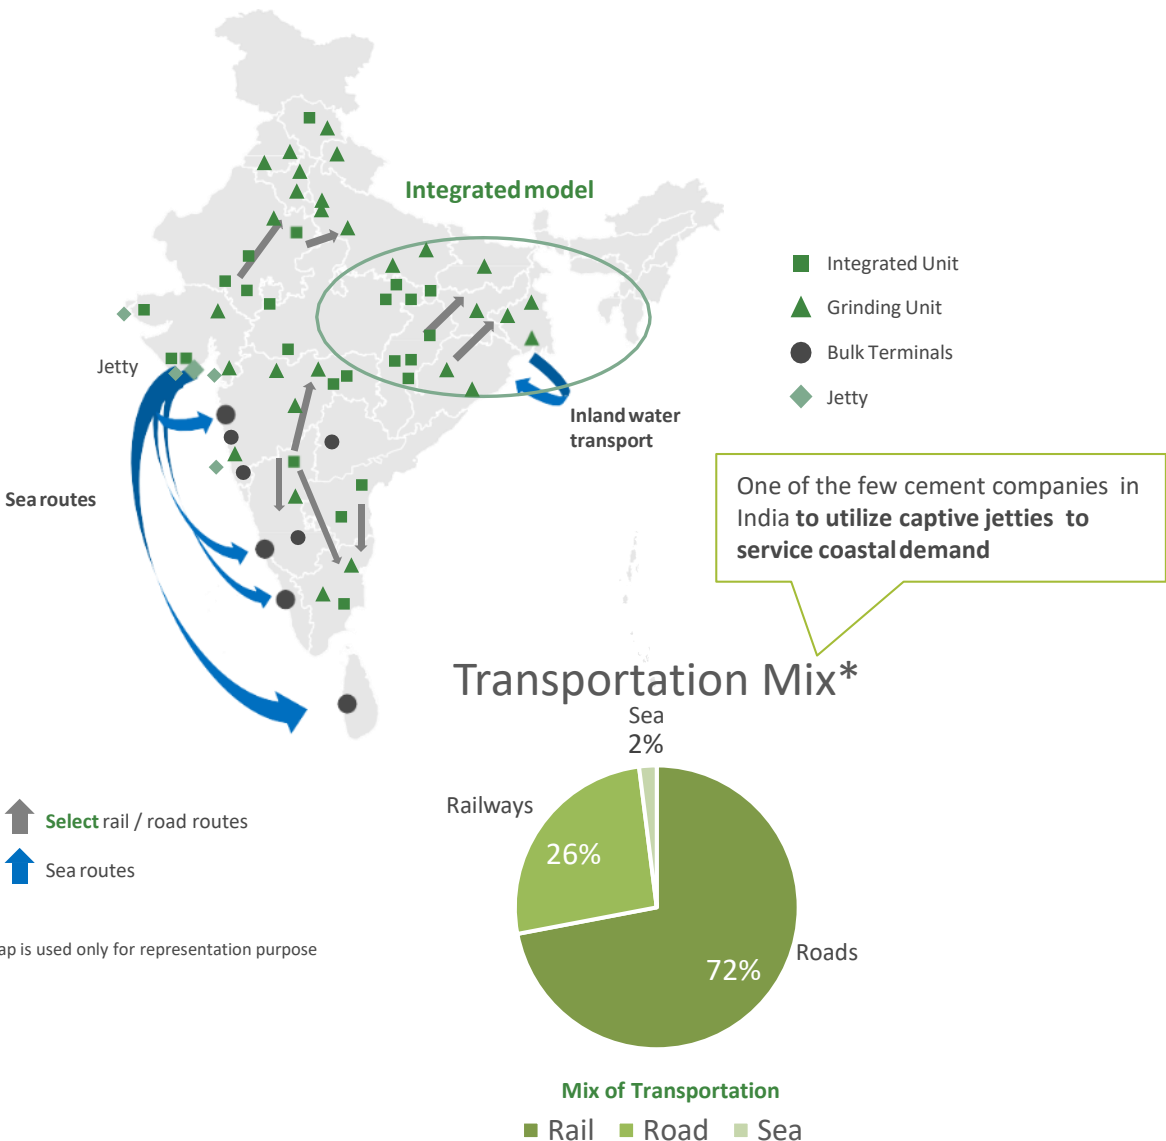 Integrated model
Integrated Unit
Grinding Unit
Bulk Terminals
Jetty
Jetty
Inland water
transport
Sea routes
One of the few cement companies in
India to utilize captive jetties to
service coastal demand
Transportation Mix*
Sea
2%
Railways
26%
72%
Roads
Select rail / road routes
Sea routes
ap is used only for representation purpose
Mix of Transportation
Rail Road Sea